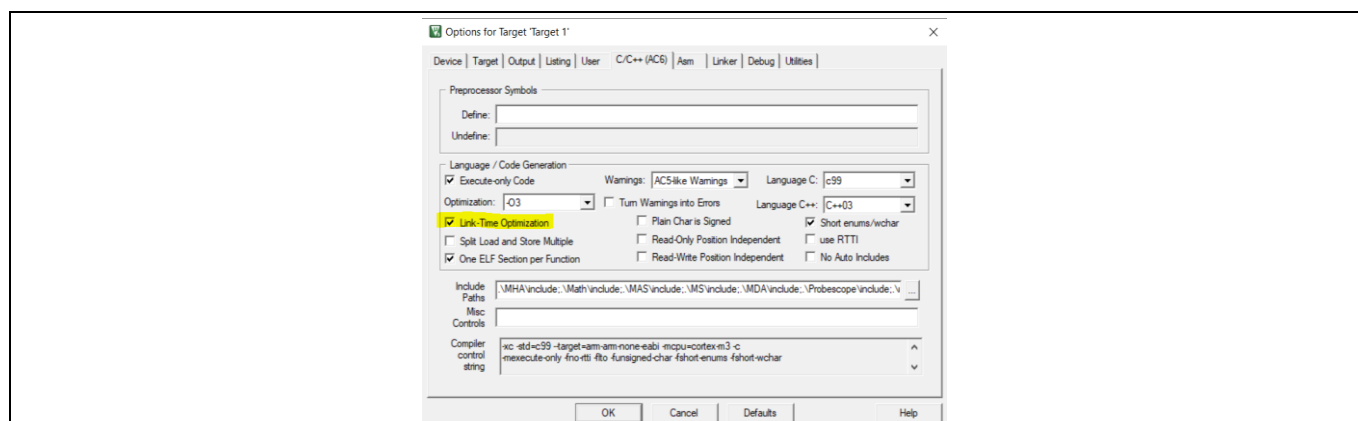 Options for Target 'Target 1'
Device Target Output Listing User C/C++ (AC6) Asm Linker Debug Utilities
Preprocessor Symbols
Define:
Undefine:
Language / Code Generation
Execute-only Code Warnings: AC5-like Warnings Language C: c99
Optimization: -O3 Turn Warnings into Errors Language C++: C++03
Link-Time Optimization Plain Char is Signed Short enums/wchar
Split Load and Store Multiple Read-Only Position Independent use RTTI
One ELF Section per Function Read-Write Position Independent No Auto Includes
Include Paths .\MHA\include;.\Math\include;.\MAS\include;.\MS\include;.\MDA\include;.\Probescope\include; ...
Misc Controls
Compiler control string -xc -std=c99 --target=arm-arm-none-eabi -mcpu=cortex-m3 -c
-mexecute-only -fno-rtti -flto -funsigned-char -fshort-enums -fshort-wchar
OK Cancel Defaults Help